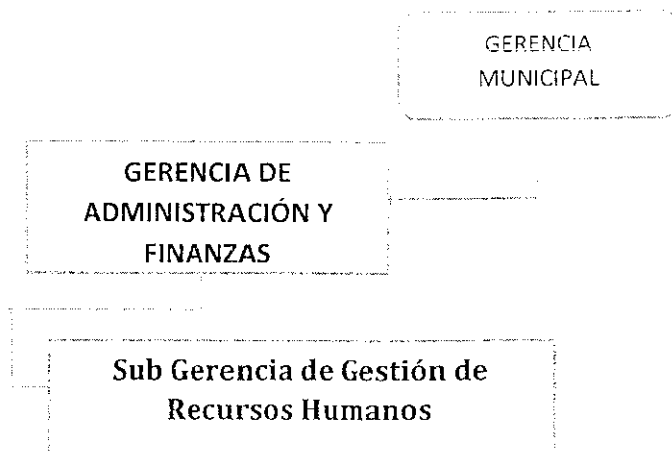 GERENCIA
MUNICIPAL
GERENCIA DE
ADMINISTRACIÓN Y
FINANZAS
Sub Gerencia de Gestión de
Recursos Humanos